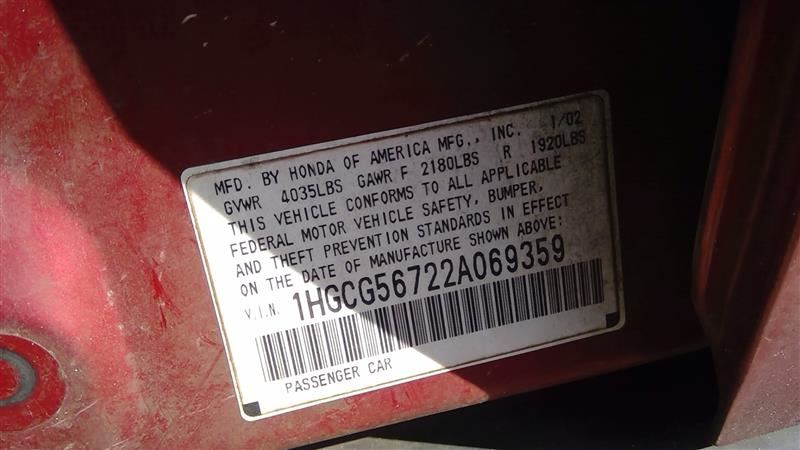 MFD. BY HONDA OF AMERICA MFG., INC. 1/02
GVWR 4035LBS GAWR F 2180LBS R 1920LBS
THIS VEHICLE CONFORMS TO ALL APPLICABLE
FEDERAL MOTOR VEHICLE SAFETY, BUMPER,
AND THEFT PREVENTION STANDARDS IN EFFECT
ON THE DATE OF MANUFACTURE SHOWN ABOVE:
V.I.N. 1HGCG56722A069359
PASSENGER CAR